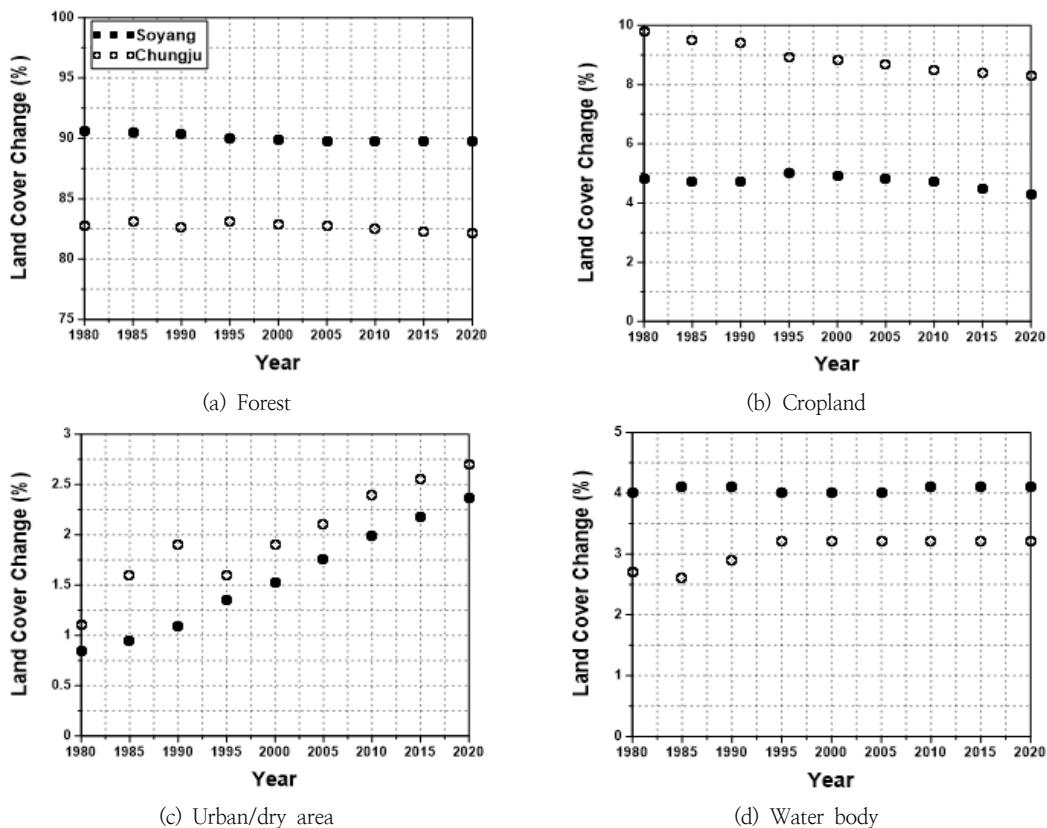 100
95
90
85
80
75
Land Cover Change (%)
Soyang
Chungju
1980 1985 1990 1995 2000 2005 2010 2015 2020
Year
(a) Forest
10
8
6
4
2
0
Land Cover Change (%)
1980 1985 1990 1995 2000 2005 2010 2015 2020
Year
(b) Cropland
3
2.5
2
1.5
1
0.5
0
Land Cover Change (%)
1980 1985 1990 1995 2000 2005 2010 2015 2020
Year
(c) Urban/dry area
5
4
3
2
1
0
Land Cover Change (%)
1980 1985 1990 1995 2000 2005 2010 2015 2020
Year
(d) Water body